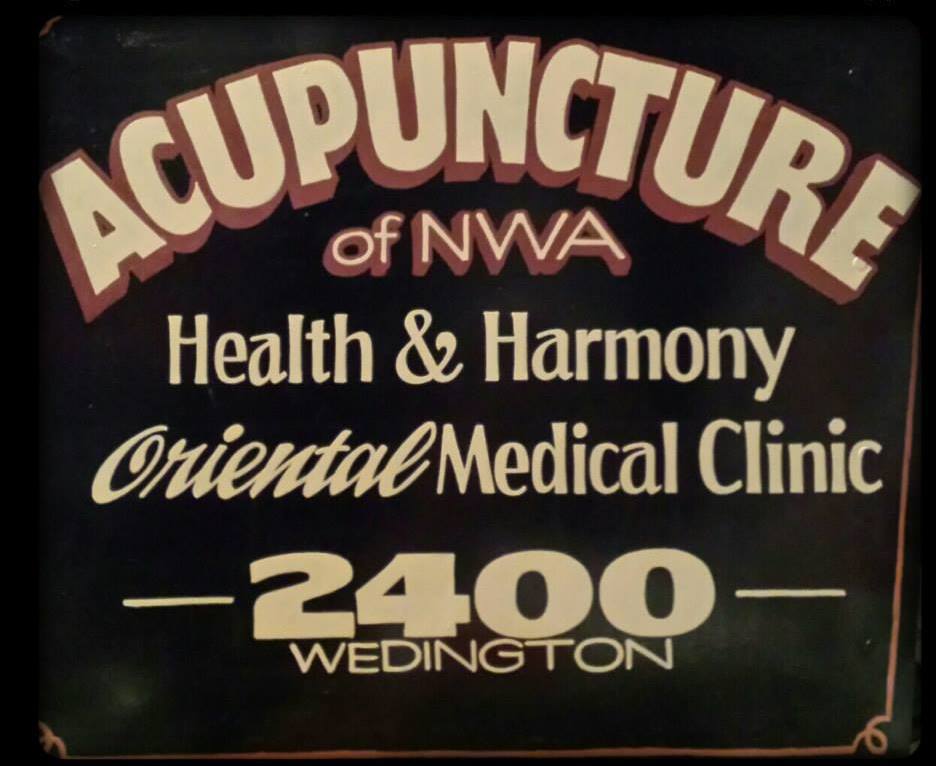 ACUPUNCTURE
of NWA
Health & Harmony
Oriental Medical Clinic
2400
WEDINGTON